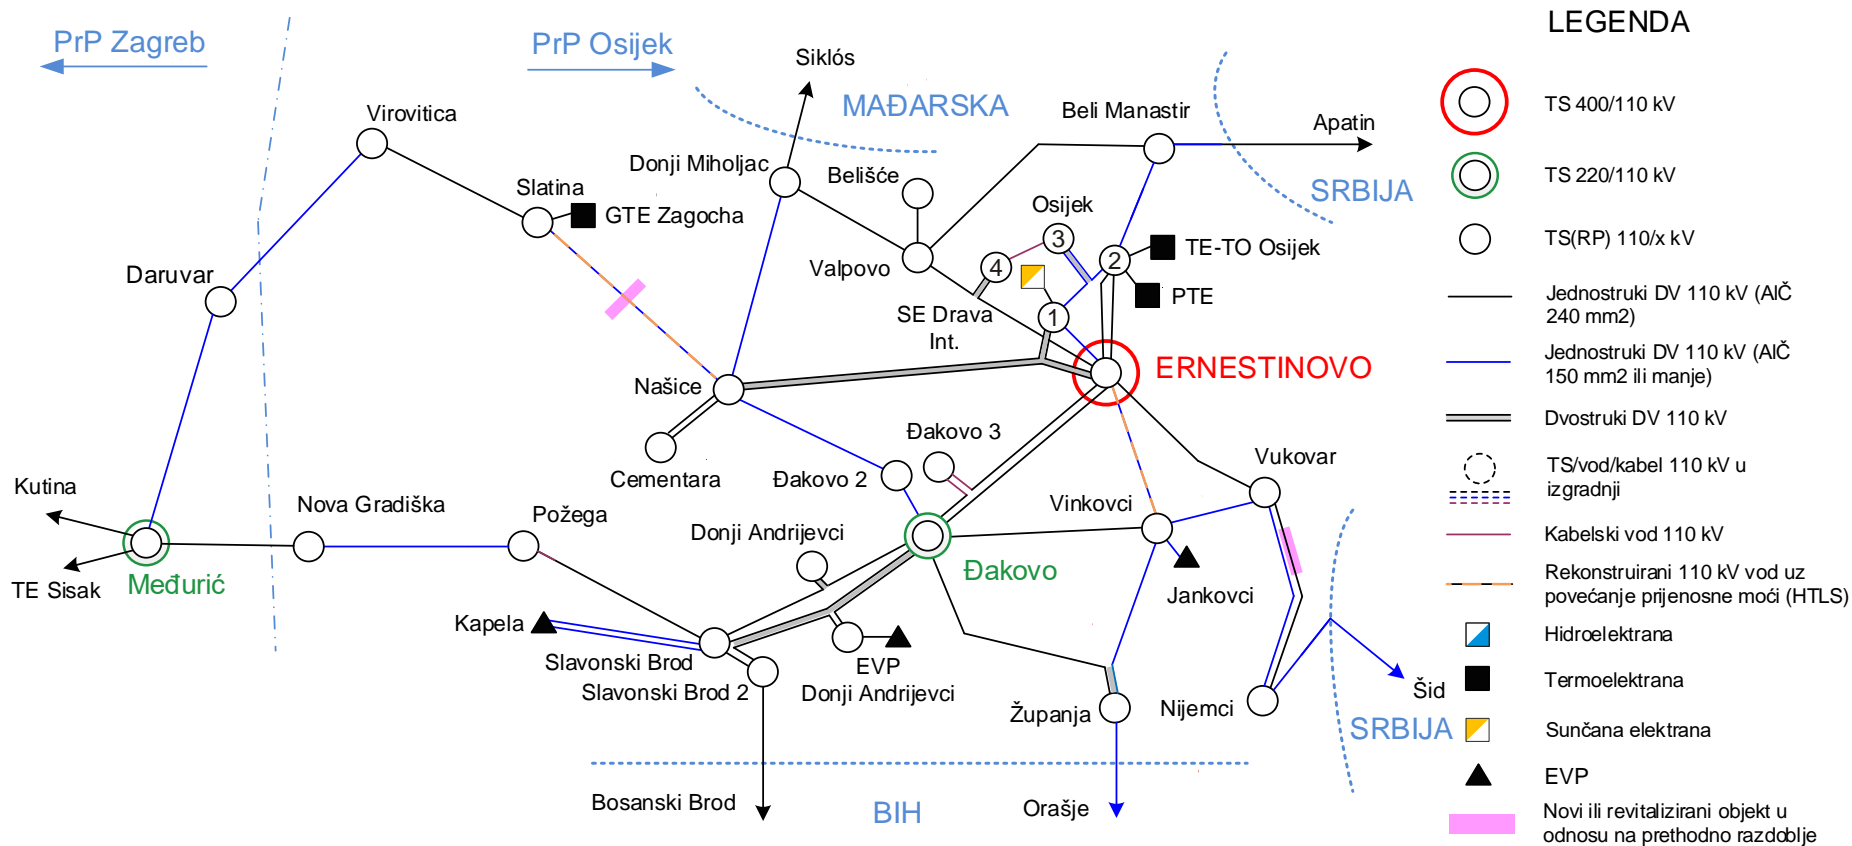 LEGENDA
PrP Zagreb
PrP Osijek
Siklós
MAĐARSKA
Virovitica
Beli Manastir
Apatin
Donji Miholjac
Belišće
Slatina
GTE Zagocha
Osijek
SRBIJA
3
4
2
TE-TO Osijek
Valpovo
Daruvar
PTE
SE Drava
Int.
1
ERNESTINOVO
Našice
Đakovo 3
Cementara
Đakovo 2
Vukovar
Kutina
Nova Gradiška
Požega
Donji Andrijevci
Vinkovci
TE Sisak
Međurić
Đakovo
Jankovci
Kapela
Slavonski Brod
Slavonski Brod 2
EVP
Donji Andrijevci
Županja
Nijemci
Šid
SRBIJA
Bosanski Brod
BIH
Orašje
TS 400/110 kV
TS 220/110 kV
TS(RP) 110/x kV
Jednostruki DV 110 kV (AlČ
240 mm2)
Jednostruki DV 110 kV (AlČ
150 mm2 ili manje)
Dvostruki DV 110 kV
TS/vod/kabel 110 kV u
izgradnji
Kabelski vod 110 kV
Rekonstruirani 110 kV vod uz
povećanje prijenosne moći (HTLS)
Hidroelektrana
Termoelektrana
Sunčana elektrana
EVP
Novi ili revitalizirani objekt u
odnosu na prethodno razdoblje